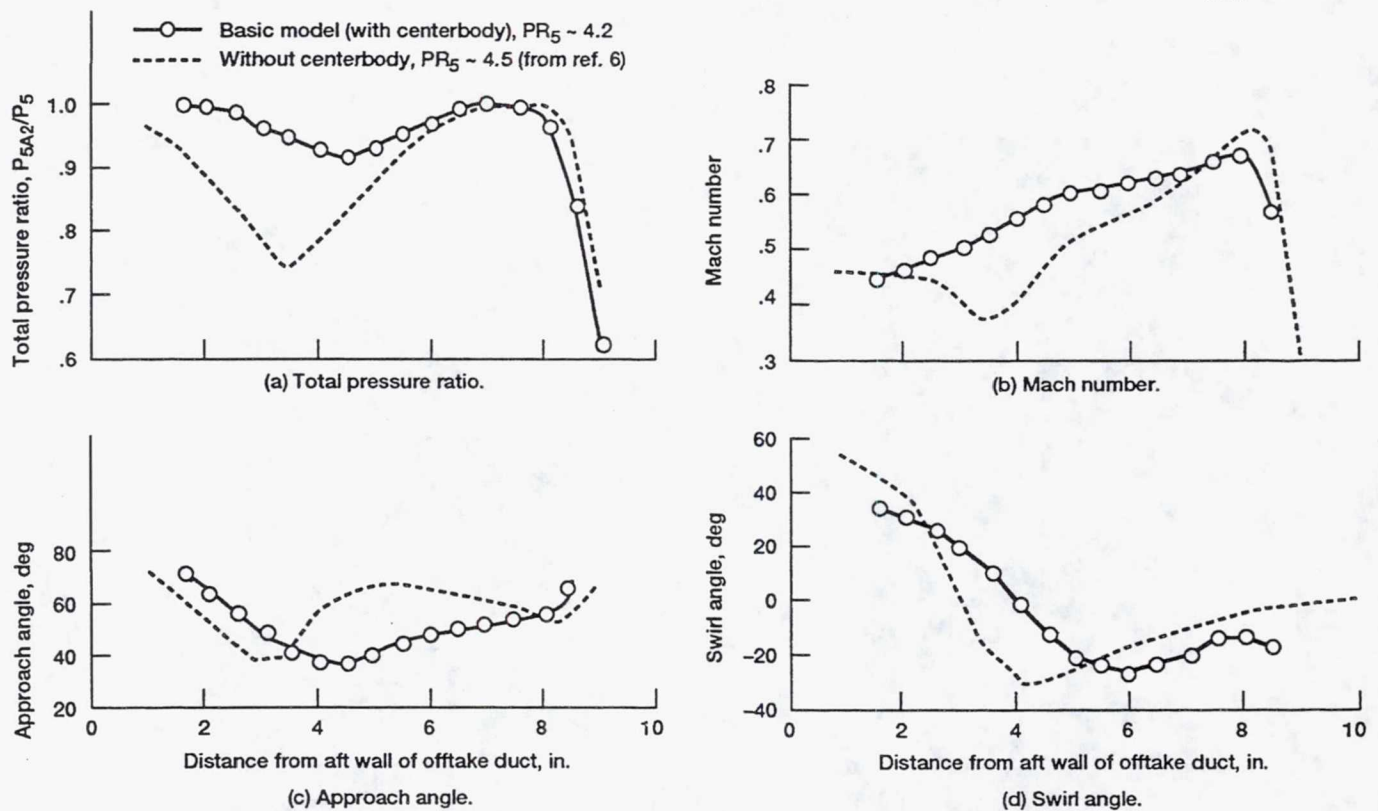 Basic model (with centerbody), PR5 ~ 4.2
Without centerbody, PR5 ~ 4.5 (from ref. 6)
Total pressure ratio, P5A2/P5
1.0
.9
.8
.7
.6
(a) Total pressure ratio.
Mach number
.8
.7
.6
.5
.4
.3
(b) Mach number.
Approach angle, deg
80
60
40
20
0 2 4 6 8 10
Distance from aft wall of offtake duct, in.
(c) Approach angle.
Swirl angle, deg
60
40
20
0
–20
–40
0 2 4 6 8 10
Distance from aft wall of offtake duct, in.
(d) Swirl angle.